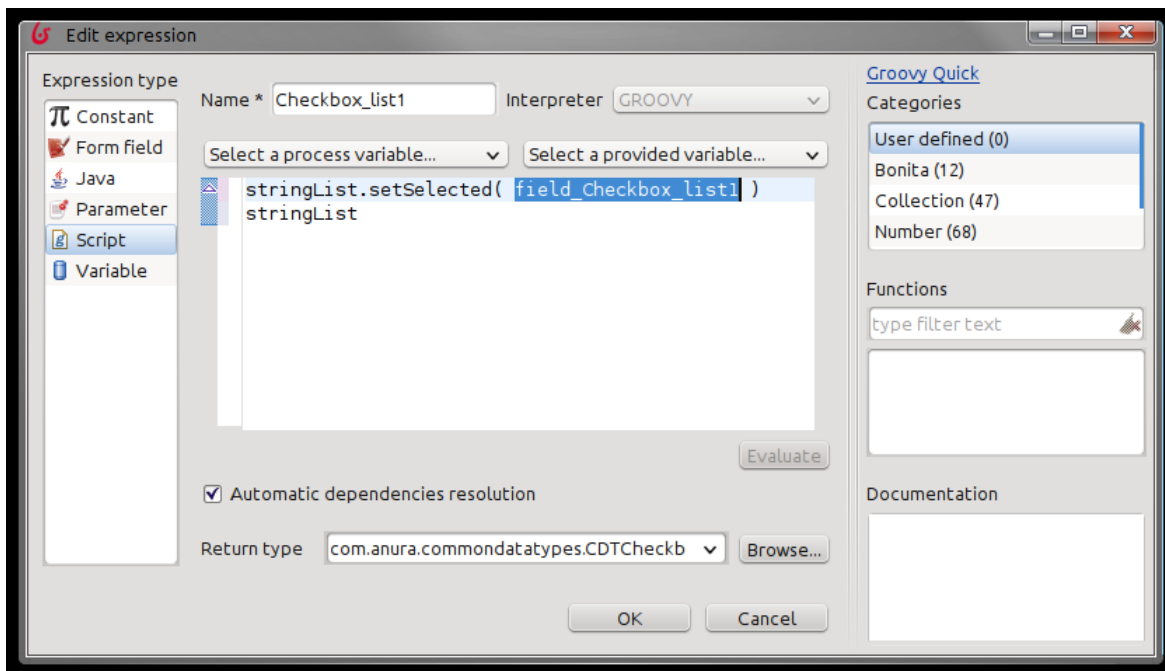 Edit expression
Expression type
Constant
Form field
Java
Parameter
Script
Variable
Name * Checkbox_list1 Interpreter GROOVY
Select a process variable... Select a provided variable...
stringList.setSelected( field_Checkbox_list1 )
stringList
Evaluate
Automatic dependencies resolution
Return type com.anura.commondatatypes.CDTCheckb Browse...
OK Cancel
Groovy Quick
Categories
User defined (0)
Bonita (12)
Collection (47)
Number (68)
Functions
type filter text
Documentation